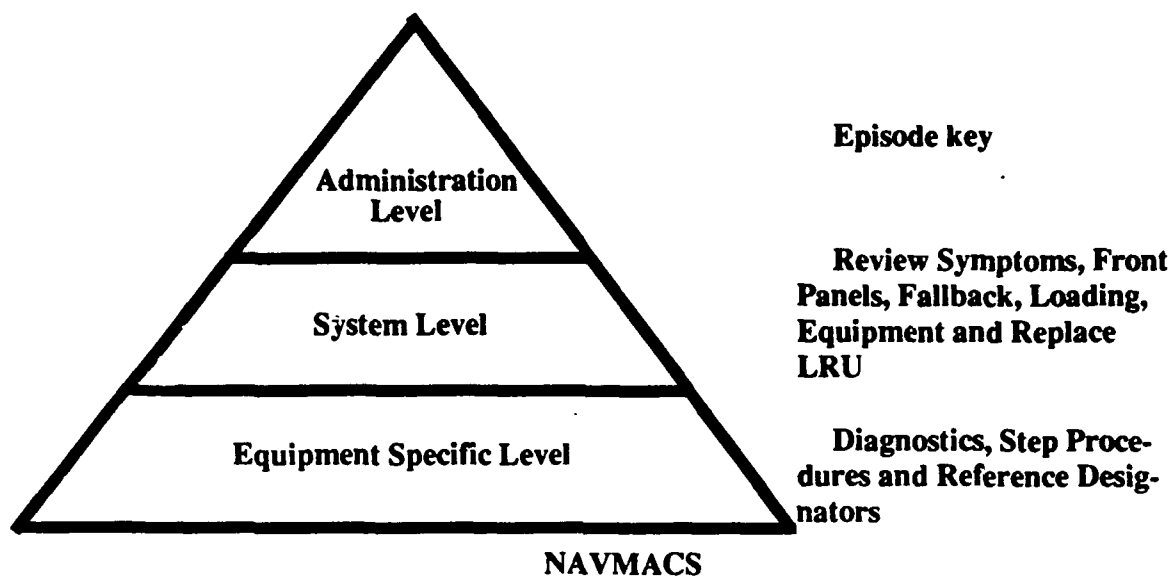 Administration
Level
Episode key
System Level
Review Symptoms, Front
Panels, Fallback, Loading,
Equipment and Replace
LRU
Equipment Specific Level
Diagnostics, Step Proce-
dures and Reference Desig-
nators
NAVMACS